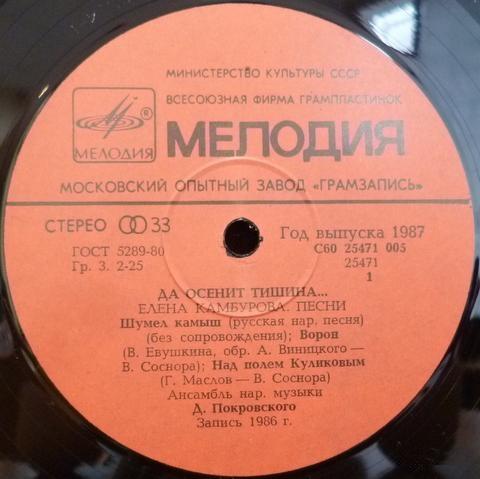 МИНИСТЕРСТВО КУЛЬТУРЫ СССР
ВСЕСОЮЗНАЯ ФИРМА ГРАМПЛАСТИНОК
® МЕЛОДИЯ
МЕЛОДИЯ
МОСКОВСКИЙ ОПЫТНЫЙ ЗАВОД «ГРАМЗАПИСЬ»
СТЕРЕО 33
ГОСТ 5289-80
Гр. 3. 2-25
Год выпуска 1987
С60 25471 005
25471
1
ДА ОСЕНИТ ТИШИНА...
ЕЛЕНА КАМБУРОВА. ПЕСНИ
Шумел камыш (русская нар. песня)
(без сопровождения); Ворон
(В. Евушкина, обр. А. Виницкого —
В. Соснора); Над полем Куликовым
(Г. Маслов — В. Соснора)
Ансамбль нар. музыки
Д. Покровского
Запись 1986 г.